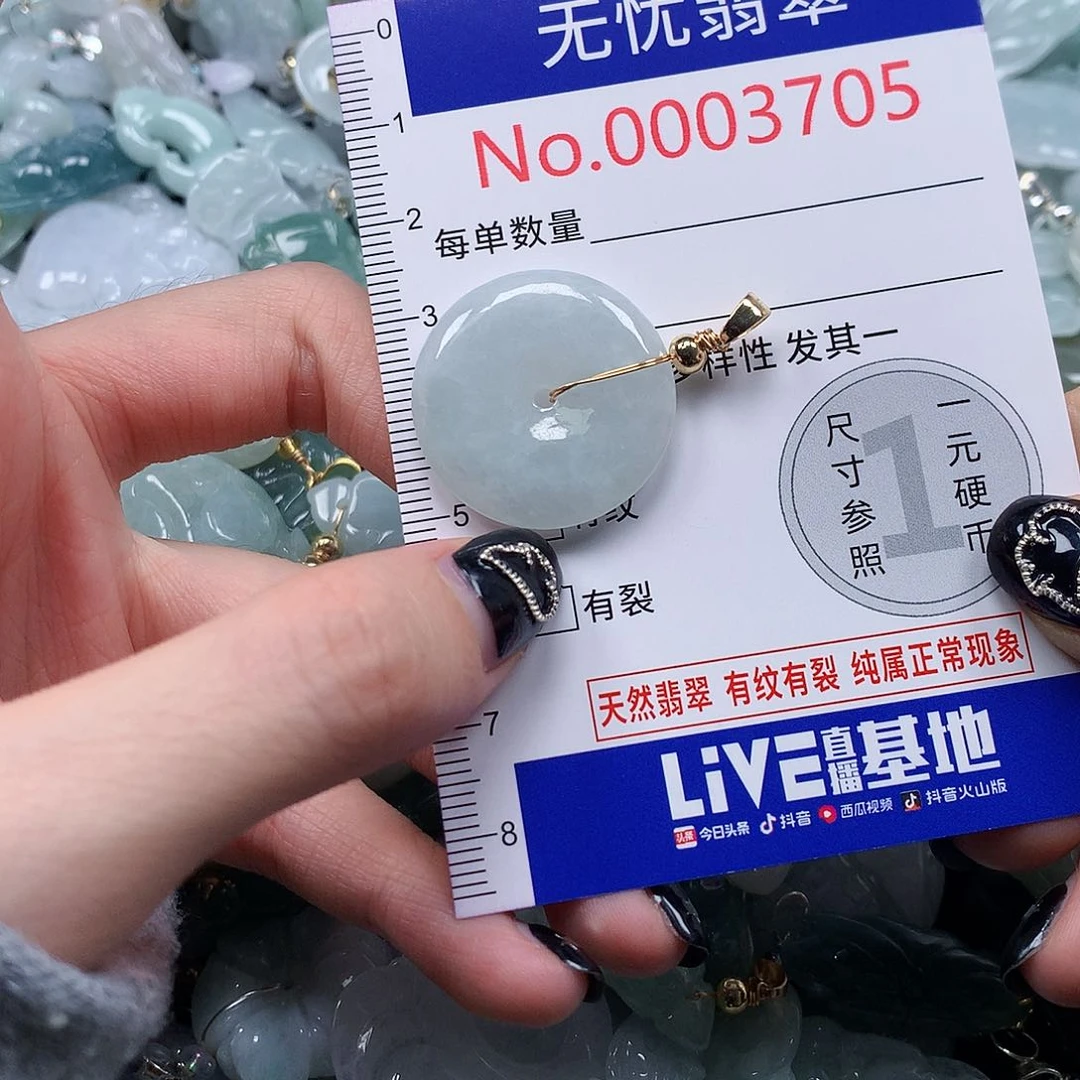 无忧翡翠
No.0003705
每单数量
样性 发其一
有纹
有裂
尺寸参照
一元硬币
1
天然翡翠 有纹有裂 纯属正常现象
LiVE直播基地
头条 今日头条 抖音 西瓜视频 抖音火山版
0
1
2
3
5
7
8